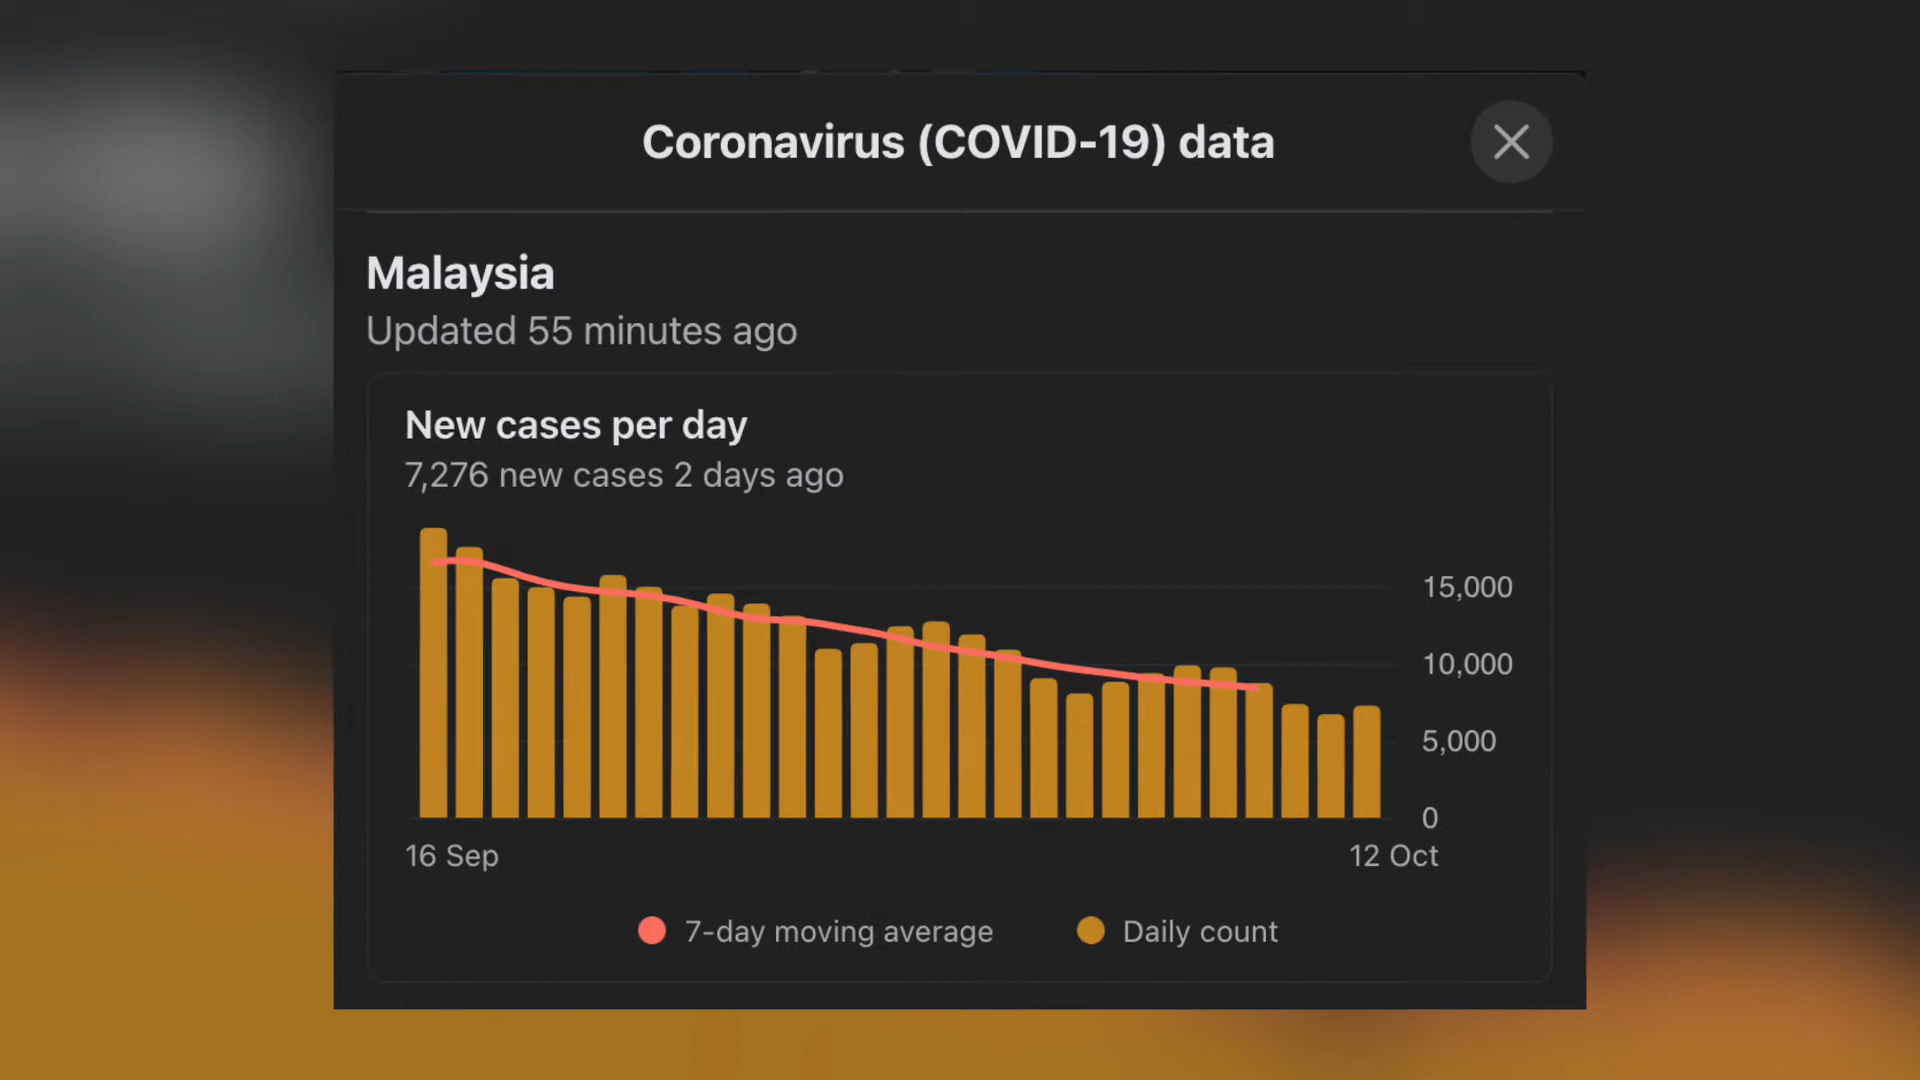 Coronavirus (COVID-19) data
Malaysia
Updated 55 minutes ago
New cases per day
7,276 new cases 2 days ago
15,000
10,000
5,000
0
16 Sep
12 Oct
7-day moving average
Daily count